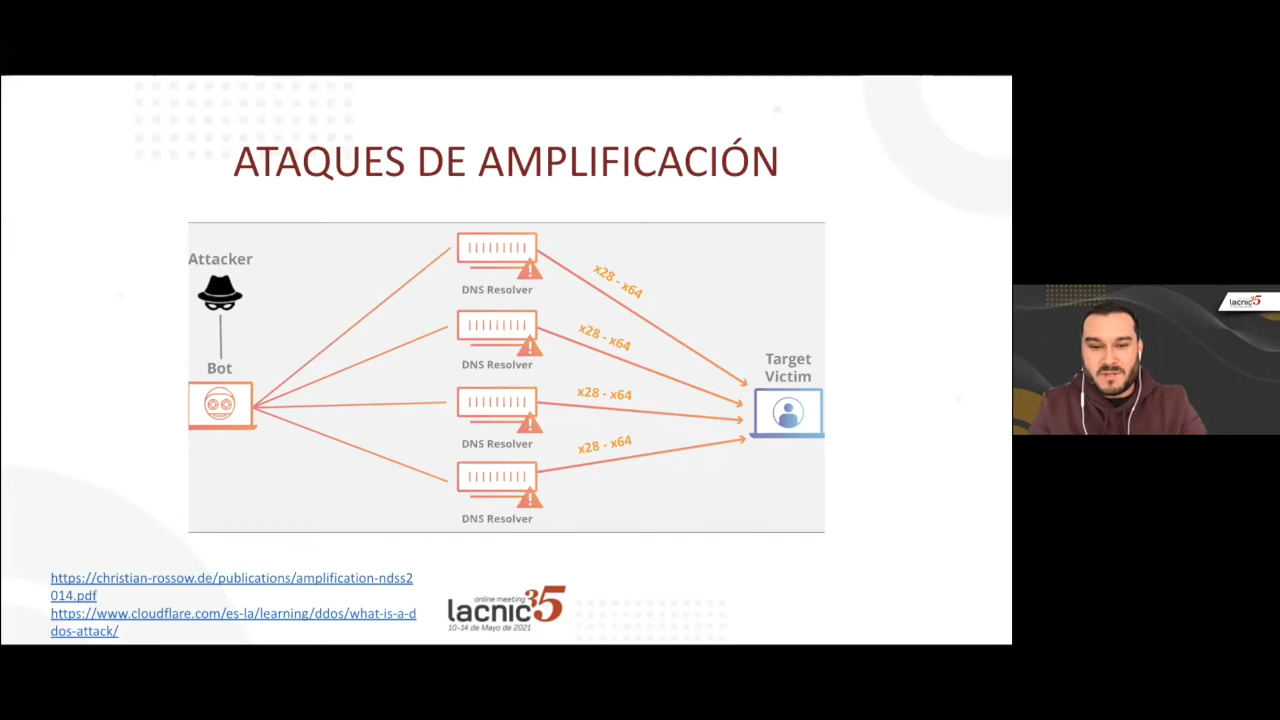 ATAQUES DE AMPLIFICACIÓN
Attacker
Bot
DNS Resolver
DNS Resolver
DNS Resolver
DNS Resolver
x28 - x64
x28 - x64
x28 - x64
x28 - x64
Target
Victim
https://christian-rossow.de/publications/amplification-ndss2
014.pdf
https://www.cloudflare.com/es-la/learning/ddos/what-is-a-d
dos-attack/
online meeting
lacnic35
10-14 de Mayo de 2021
lacnic35